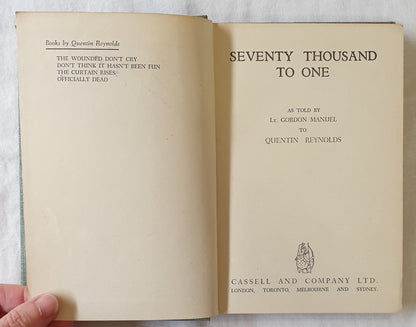 Books by Quentin Reynolds
THE WOUNDED DON'T CRY
DON'T THINK IT HASN'T BEEN FUN
THE CURTAIN RISES
OFFICIALLY DEAD
SEVENTY THOUSAND
TO ONE
AS TOLD BY
Lt. GORDON MANUEL
TO
QUENTIN REYNOLDS
CASSELL AND COMPANY LTD.
LONDON, TORONTO, MELBOURNE AND SYDNEY.